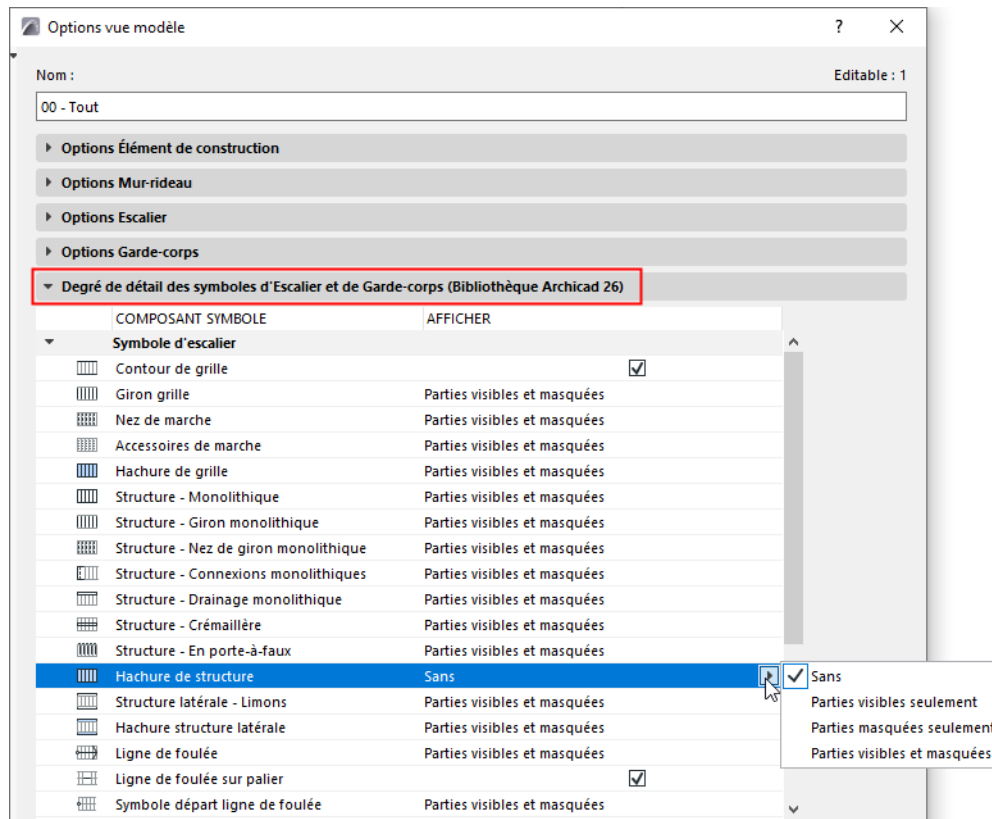 Options vue modèle ?
Nom : Editable : 1
00 - Tout
Options Élément de construction
Options Mur-rideau
Options Escalier
Options Garde-corps
Degré de détail des symboles d'Escalier et de Garde-corps (Bibliothèque Archicad 26)
COMPOSANT SYMBOLE AFFICHER
Symbole d'escalier
Contour de grille
Giron grille Parties visibles et masquées
Nez de marche Parties visibles et masquées
Accessoires de marche Parties visibles et masquées
Hachure de grille Parties visibles et masquées
Structure - Monolithique Parties visibles et masquées
Structure - Giron monolithique Parties visibles et masquées
Structure - Nez de giron monolithique Parties visibles et masquées
Structure - Connexions monolithiques Parties visibles et masquées
Structure - Drainage monolithique Parties visibles et masquées
Structure - Crémaillère Parties visibles et masquées
Structure - En porte-à-faux Parties visibles et masquées
Hachure de structure Sans Sans
Structure latérale - Limons Parties visibles et masquées Parties visibles seulement
Hachure structure latérale Parties visibles et masquées Parties masquées seulement
Ligne de foulée Parties visibles et masquées Parties visibles et masquées
Ligne de foulée sur palier
Symbole départ ligne de foulée Parties visibles et masquées